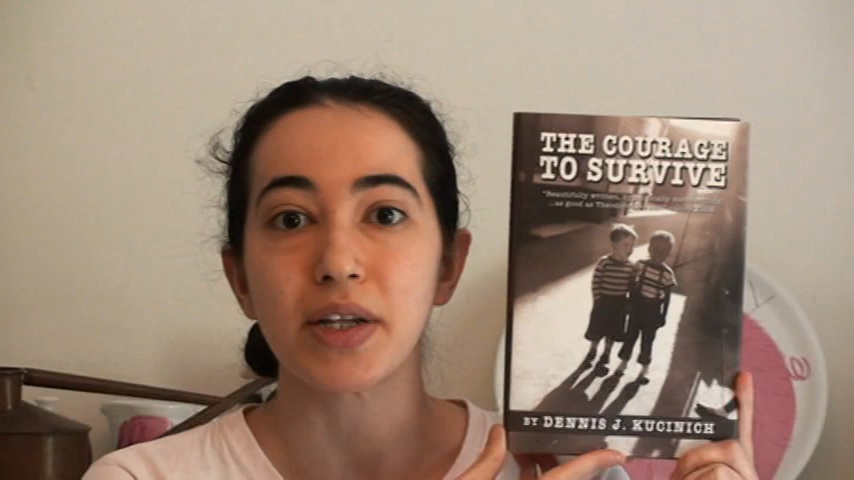 THE COURAGE
TO SURVIVE
"Beautifully written,
...as good as
BY DENNIS J. KUCINICH